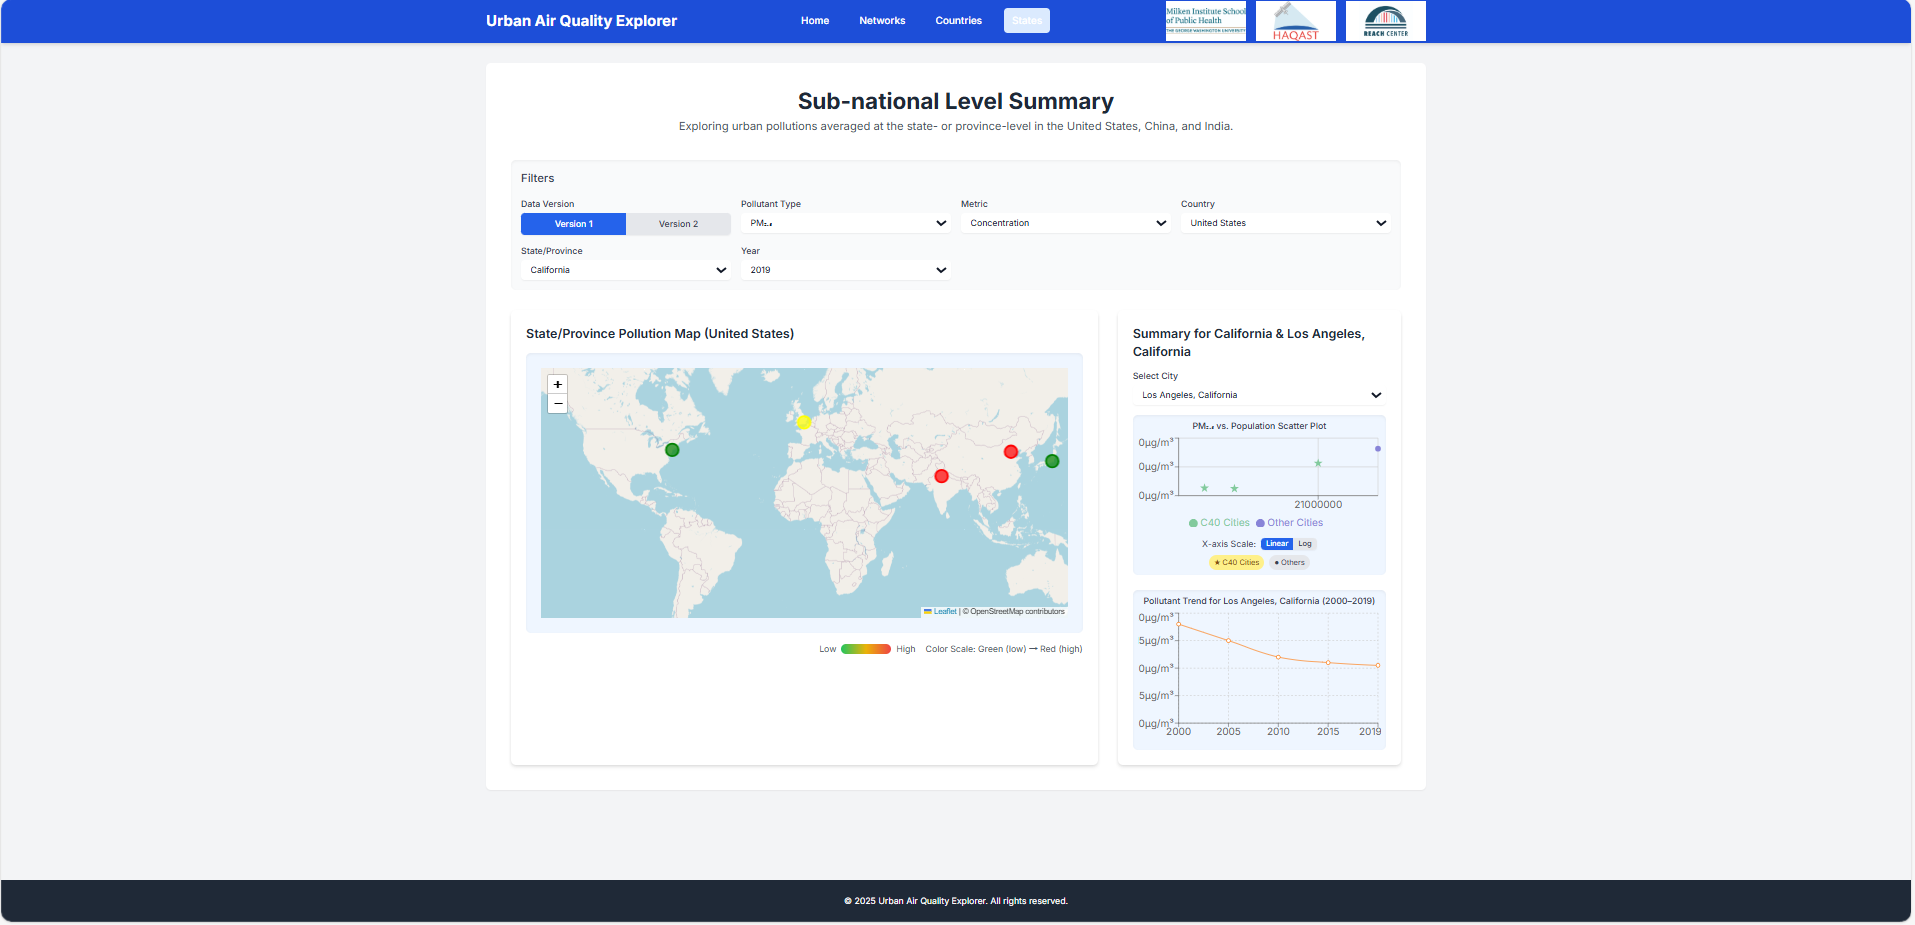 Urban Air Quality Explorer
Home
Networks
Countries
States
Milken Institute School
of Public Health
THE GEORGE WASHINGTON UNIVERSITY
HAQAST
REACH CENTER
Sub-national Level Summary
Exploring urban pollutions averaged at the state- or province-level in the United States, China, and India.
Filters
Data Version
Pollutant Type
Metric
Country
Version 1
Version 2
PM₂.₅
Concentration
United States
State/Province
Year
California
2019
State/Province Pollution Map (United States)
+
−
Leaflet | © OpenStreetMap contributors
Low
High
Color Scale: Green (low) → Red (high)
Summary for California & Los Angeles,
California
Select City
Los Angeles, California
PM₂.₅ vs. Population Scatter Plot
0µg/m³
0µg/m³
0µg/m³
21000000
C40 Cities
Other Cities
X-axis Scale:
Linear
Log
★ C40 Cities
● Others
Pollutant Trend for Los Angeles, California (2000–2019)
0µg/m³
5µg/m³
0µg/m³
5µg/m³
0µg/m³
2000
2005
2010
2015
2019
© 2025 Urban Air Quality Explorer. All rights reserved.